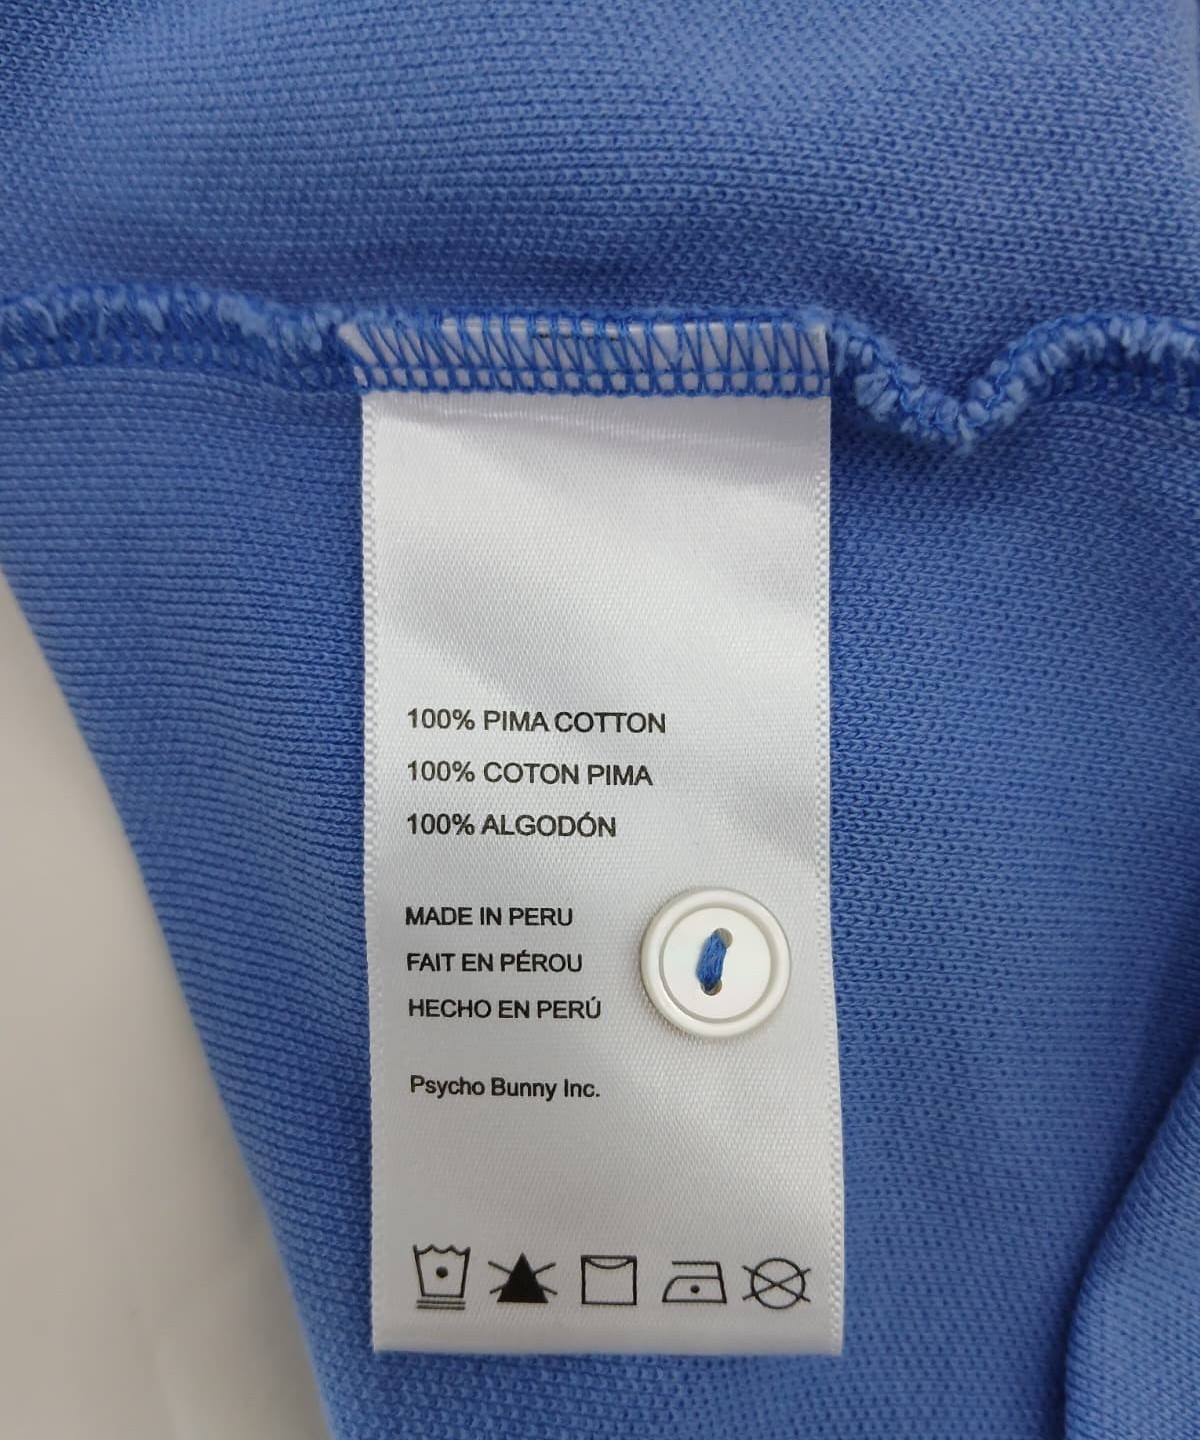 100% PIMA COTTON
100% COTON PIMA
100% ALGODÓN
MADE IN PERU
FAIT EN PÉROU
HECHO EN PERÚ
Psycho Bunny Inc.